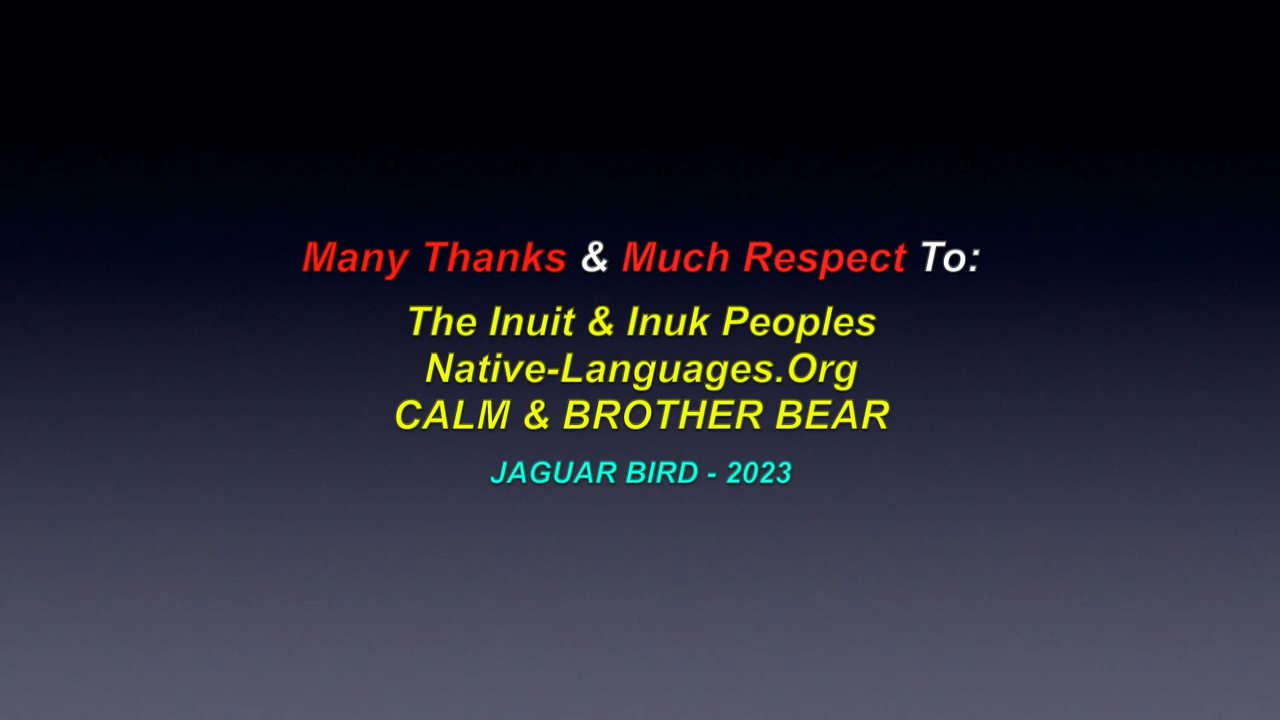 Many Thanks & Much Respect To:
The Inuit & Inuk Peoples
Native-Languages.Org
CALM & BROTHER BEAR
JAGUAR BIRD - 2023